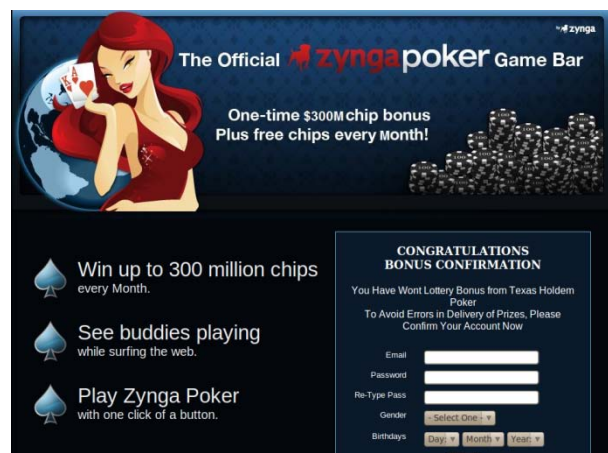 by zynga
The Official zyngapoker Game Bar
One-time $300M chip bonus
Plus free chips every Month!
Win up to 300 million chips
every Month.
See buddies playing
while surfing the web.
Play Zynga Poker
with one click of a button.
CONGRATULATIONS
BONUS CONFIRMATION
You Have Wont Lottery Bonus from Texas Holdem
Poker
To Avoid Errors in Delivery of Prizes, Please
Confirm Your Account Now
Email
Password
Re-Type Pass
Gender - Select One -
Birthdays Day: Month Year: